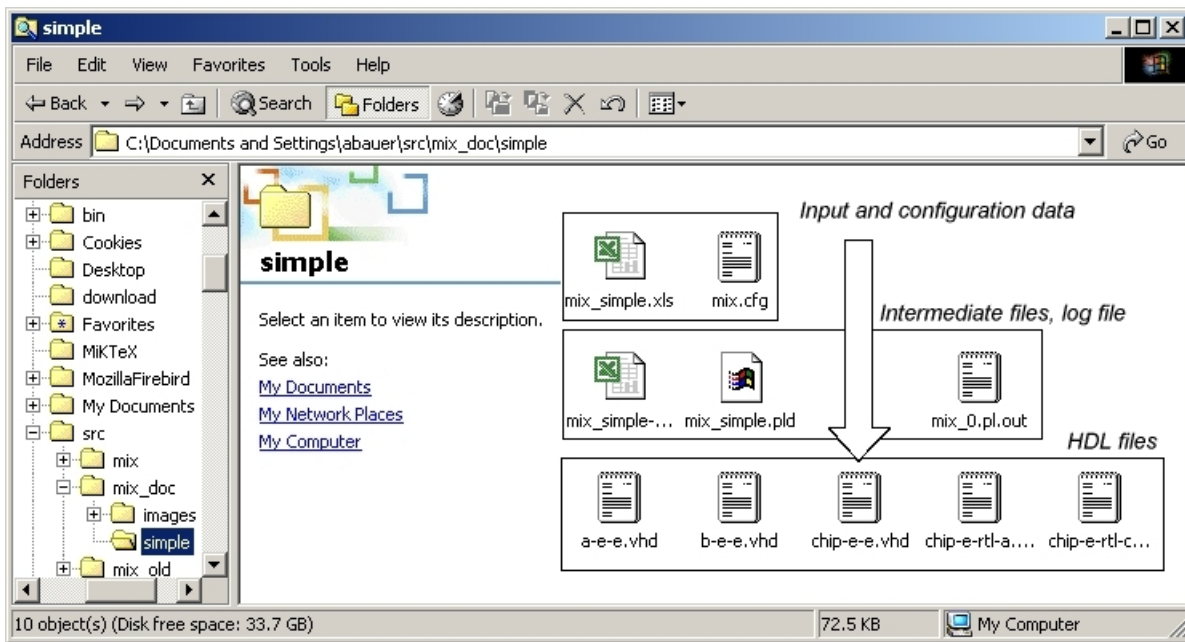 simple
File Edit View Favorites Tools Help
Back Search Folders
Address C:\Documents and Settings\abauer\src\mix_doc\simple Go
Folders
bin
Cookies
Desktop
download
Favorites
MiKTeX
MozillaFirebird
My Documents
src
mix
mix_doc
images
simple
mix_old
simple
Select an item to view its description.
See also:
My Documents
My Network Places
My Computer
Input and configuration data
mix_simple.xls mix.cfg
Intermediate files, log file
mix_simple-... mix_simple.pld mix_0.pl.out
HDL files
a-e-e.vhd b-e-e.vhd chip-e-e.vhd chip-e-rtl-a.... chip-e-rtl-c...
10 object(s) (Disk free space: 33.7 GB) 72.5 KB My Computer